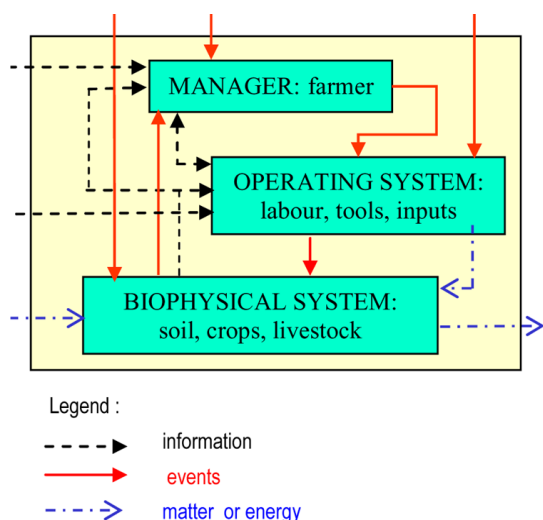 MANAGER: farmer
OPERATING SYSTEM:
labour, tools, inputs
BIOPHYSICAL SYSTEM:
soil, crops, livestock
Legend :
information
events
matter or energy